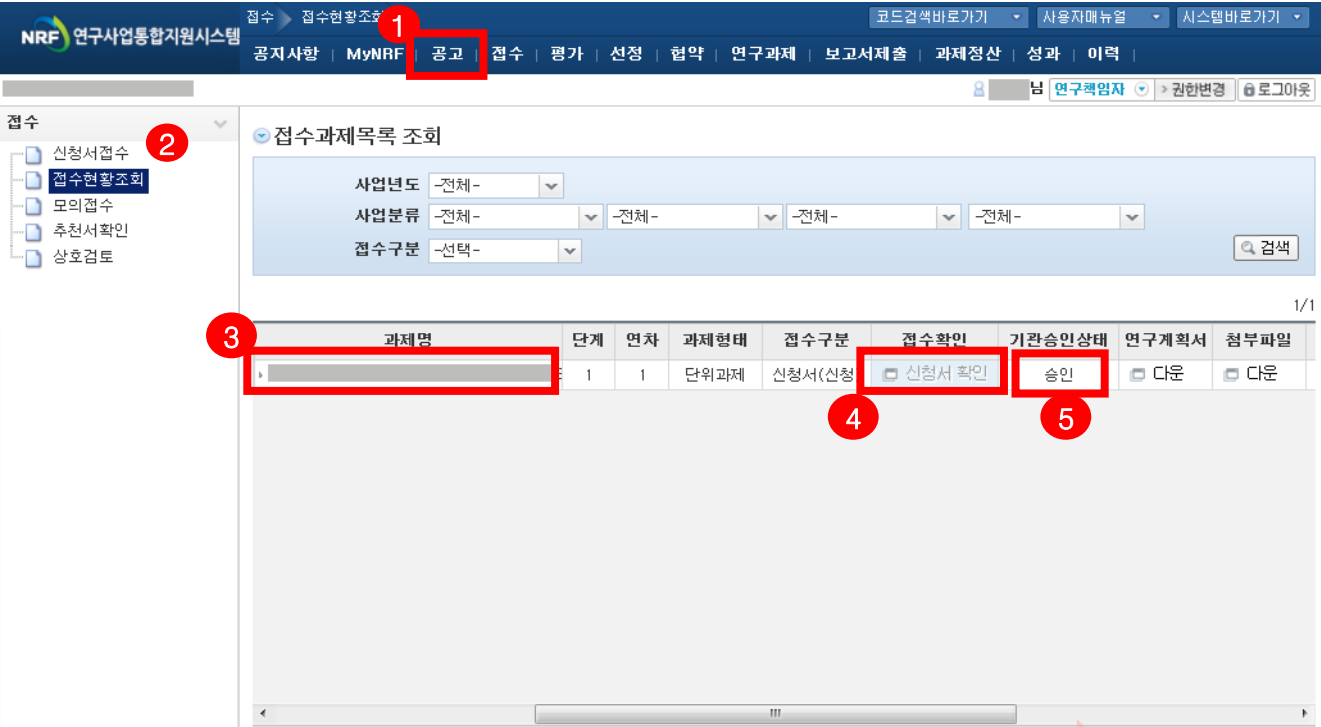 NRF 연구사업통합지원시스템
접수 접수현황조회
1
코드검색바로가기 사용자매뉴얼 시스템바로가기
공지사항 | MyNRF | 공고 | 접수 | 평가 | 선정 | 협약 | 연구과제 | 보고서제출 | 과제정산 | 성과 | 이력 |
님 연구책임자 권한변경 로그아웃
접수
2
신청서접수
접수현황조회
모의접수
추천서확인
상호검토
접수과제목록 조회
사업년도 -전체-
사업분류 -전체- -전체- -전체- -전체-
접수구분 -선택-
검색
1/1
3
과제명 단계 연차 과제형태 접수구분 접수확인 기관승인상태 연구계획서 첨부파일
1 1 단위과제 신청서(신청 신청서 확인 승인 다운 다운
4
5